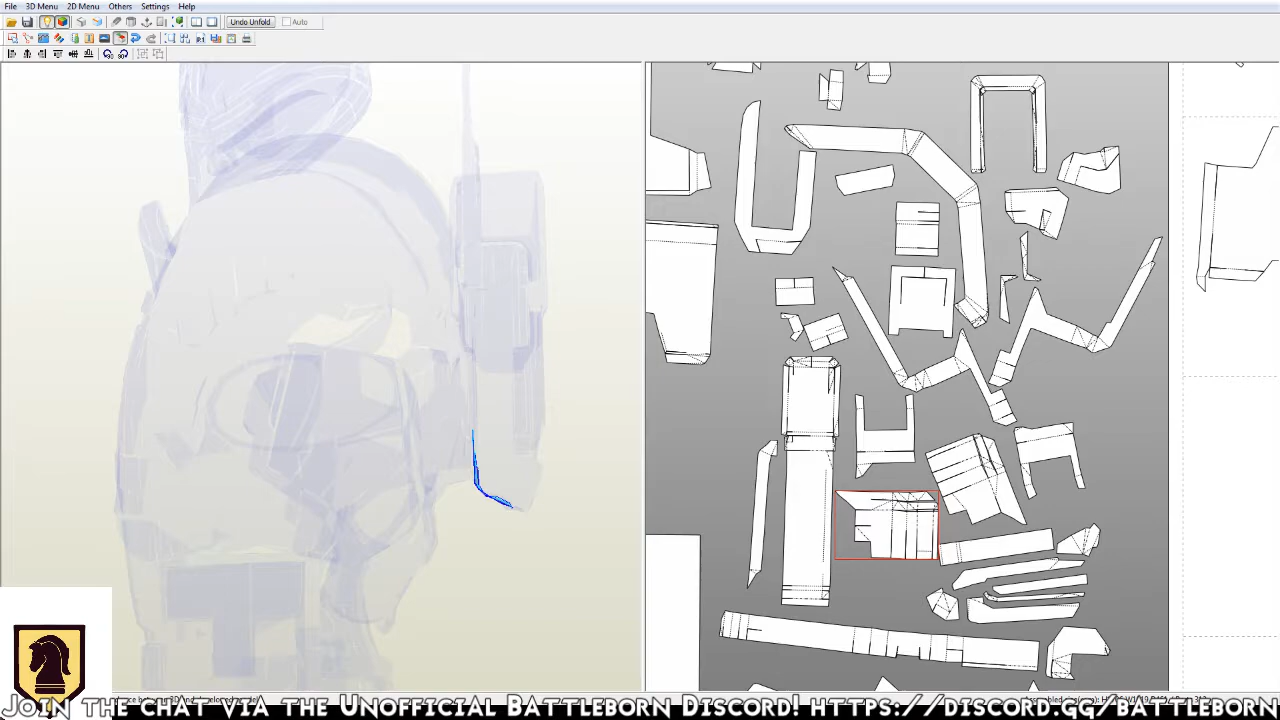 File 3D Menu 2D Menu Others Settings Help
Undo Unfold Auto
Join the chat via the Unofficial Battleborn Discord! https://discord.gg/battleborn